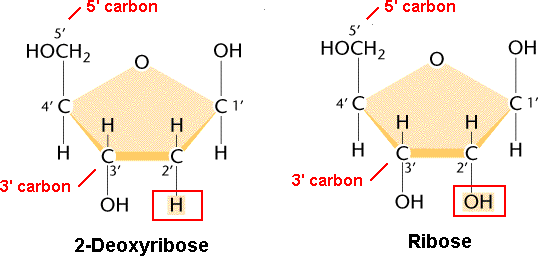 5' carbon
5′
HOCH2
OH
O
C
4′
C
1′
H
H
H
C
C
3′
2′
3' carbon
OH
H
2-Deoxyribose
5' carbon
5′
HOCH2
OH
O
C
4′
C
1′
H
H
H
C
C
3′
2′
3' carbon
OH
OH
Ribose
H
H